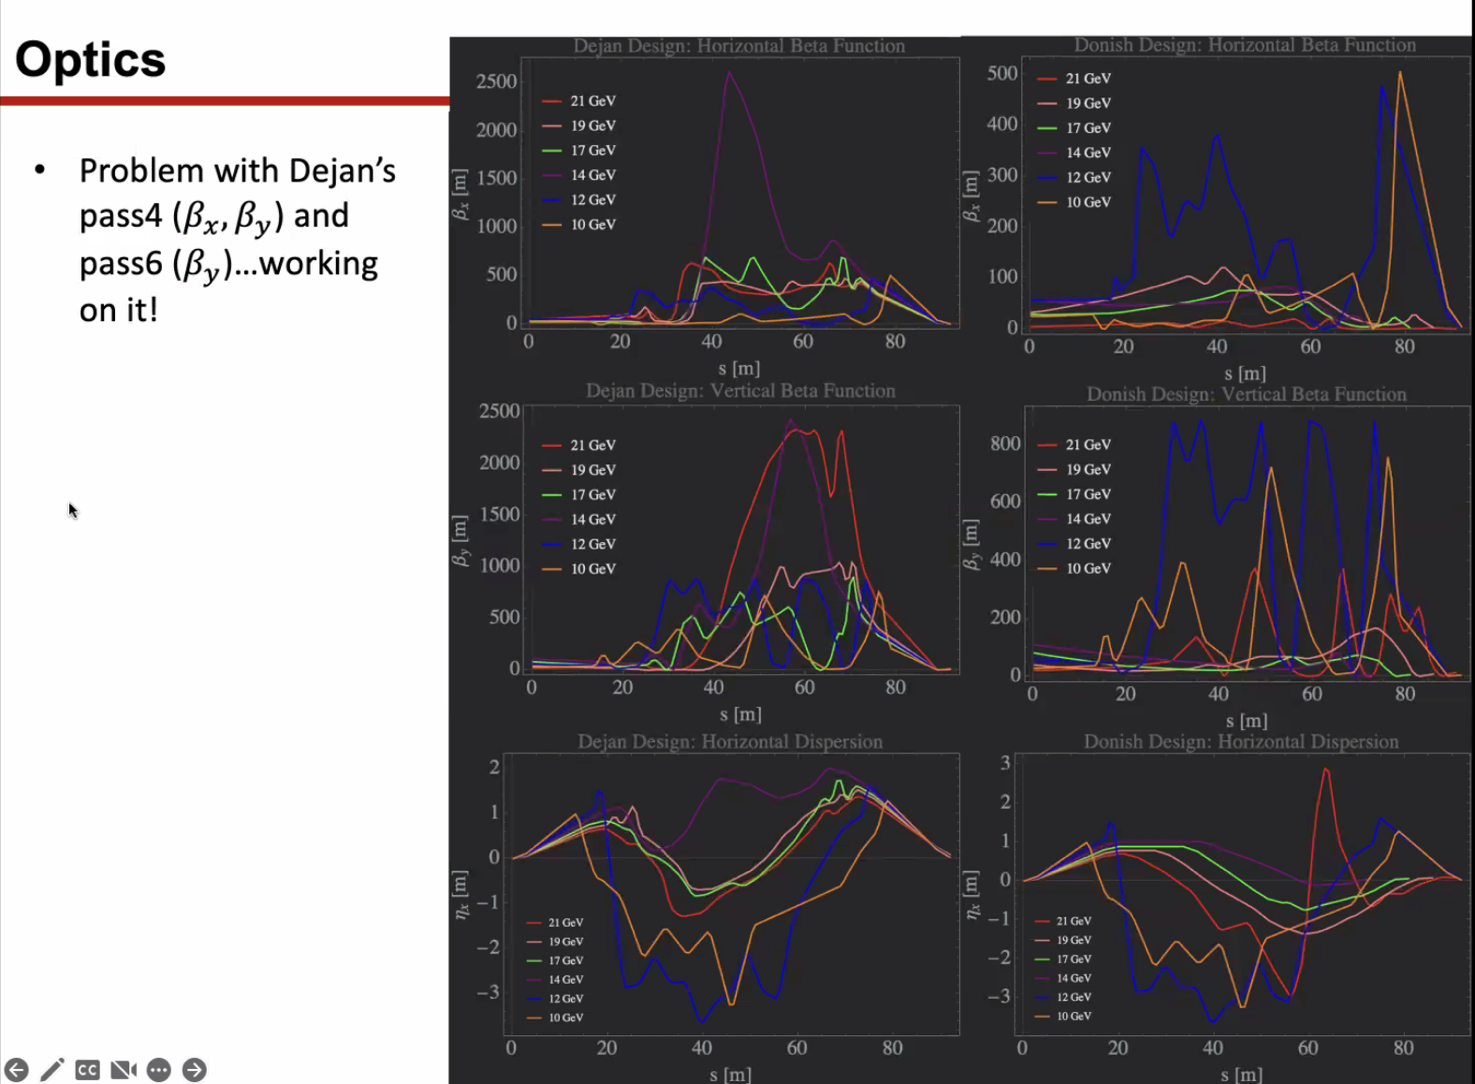 Optics
• Problem with Dejan’s
pass4 (βx, βy) and
pass6 (βy)...working
on it!
Dejan Design: Horizontal Beta Function
βx [m]
2500
2000
1500
1000
500
0
21 GeV
19 GeV
17 GeV
14 GeV
12 GeV
10 GeV
0 20 40 60 80
s [m]
Donish Design: Horizontal Beta Function
βx [m]
500
400
300
200
100
0
21 GeV
19 GeV
17 GeV
14 GeV
12 GeV
10 GeV
0 20 40 60 80
s [m]
Dejan Design: Vertical Beta Function
βy [m]
2500
2000
1500
1000
500
0
21 GeV
19 GeV
17 GeV
14 GeV
12 GeV
10 GeV
0 20 40 60 80
s [m]
Donish Design: Vertical Beta Function
βy [m]
800
600
400
200
0
21 GeV
19 GeV
17 GeV
14 GeV
12 GeV
10 GeV
0 20 40 60 80
s [m]
Dejan Design: Horizontal Dispersion
ηx [m]
2
1
0
−1
−2
−3
21 GeV
19 GeV
17 GeV
14 GeV
12 GeV
10 GeV
0 20 40 60 80
s [m]
Donish Design: Horizontal Dispersion
ηx [m]
3
2
1
0
−1
−2
−3
21 GeV
19 GeV
17 GeV
14 GeV
12 GeV
10 GeV
0 20 40 60 80
s [m]
CC